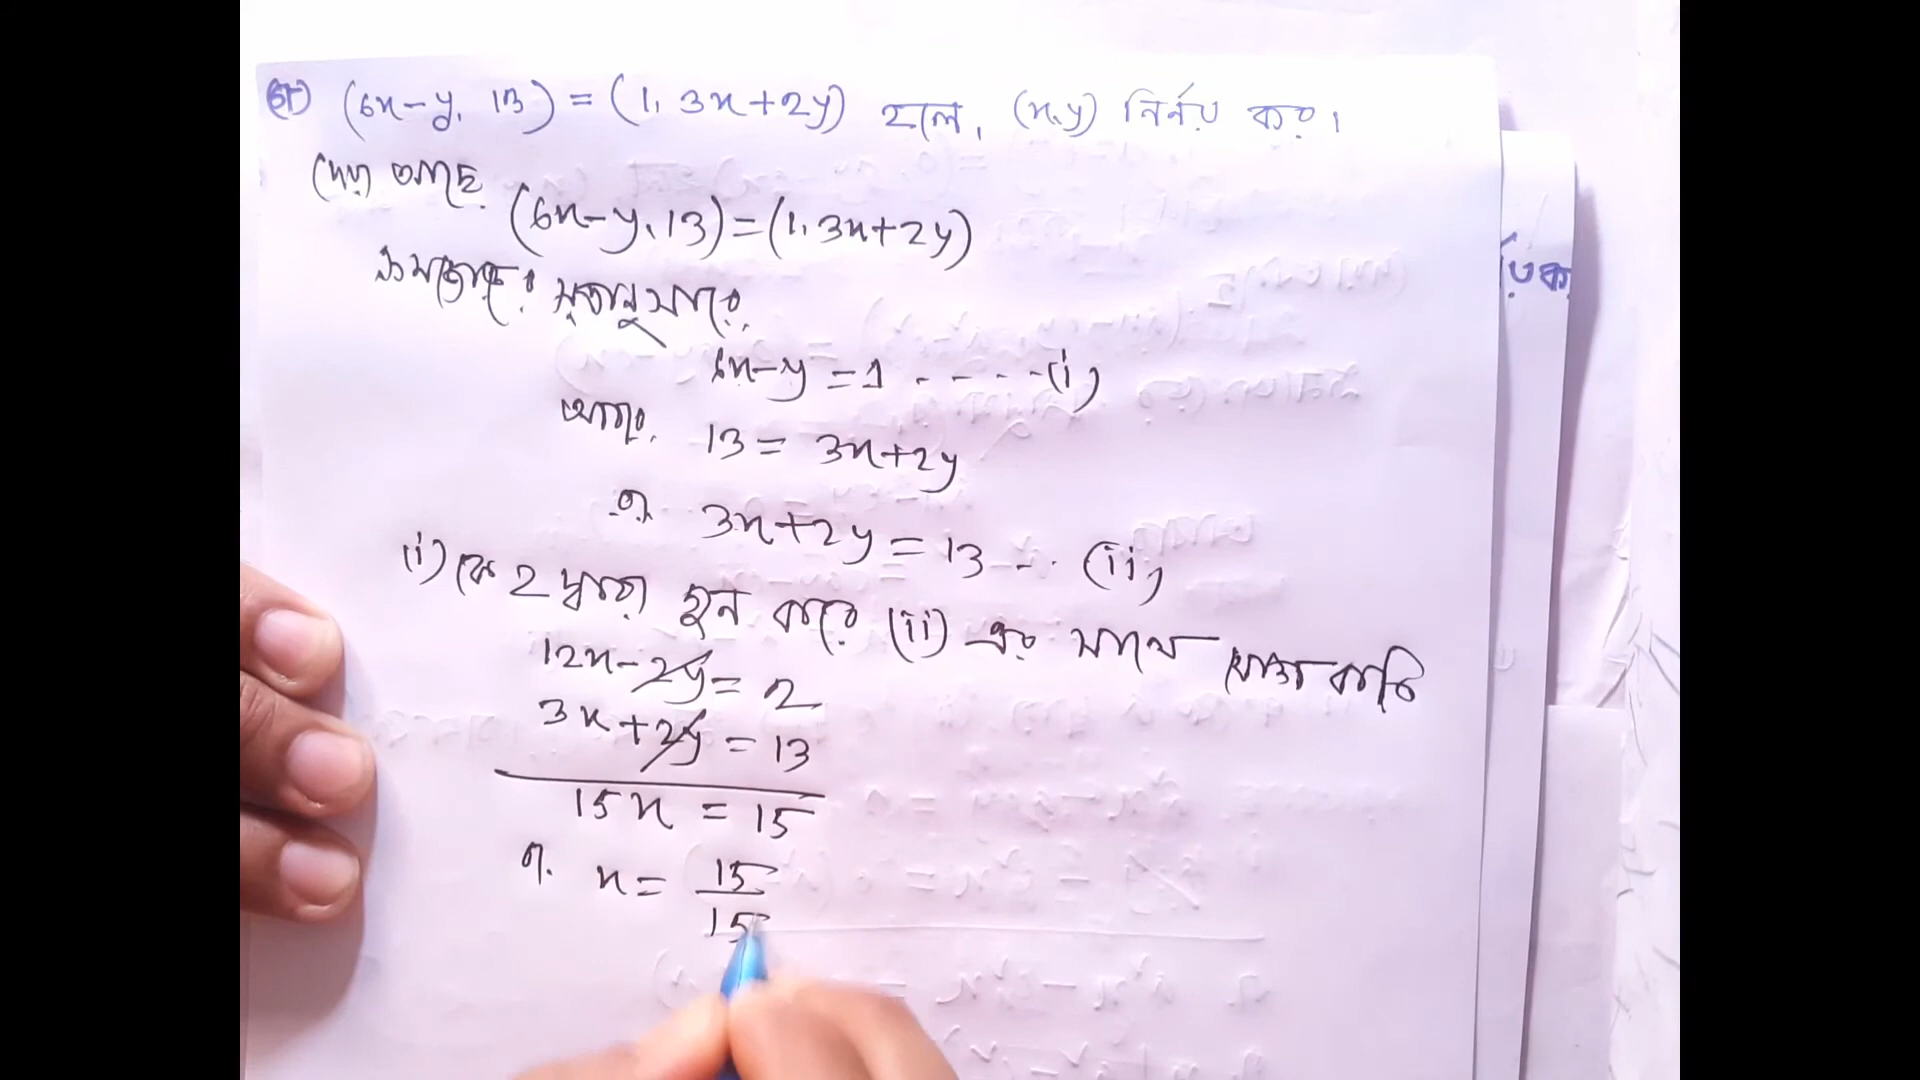 (6x-y, 13) = (1, 3x+2y) হলে, (x,y) নির্ণয় কর।
দেয়া আছে
(6x-y, 13) = (1, 3x+2y)
ক্রমজোড়ের সূত্রানুসারে,
6x-y = 1 - - - - (i)
আবার, 13 = 3x+2y
বা, 3x+2y = 13 - - (ii)
(i) কে 2 দ্বারা গুন করে (ii) এর সাথে যোগ করি
12x-2y = 2
3x+2y = 13
15x = 15
বা, x = 15/15